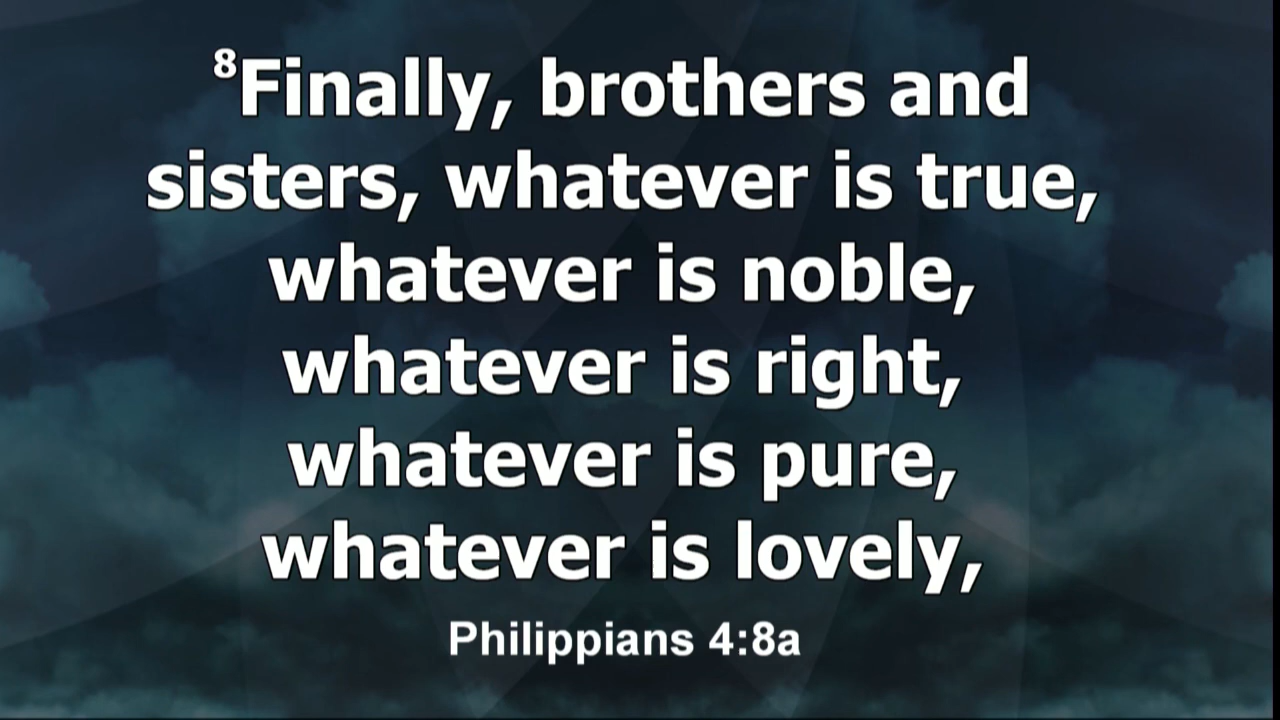 ⁸Finally, brothers and
sisters, whatever is true,
whatever is noble,
whatever is right,
whatever is pure,
whatever is lovely,
Philippians 4:8a